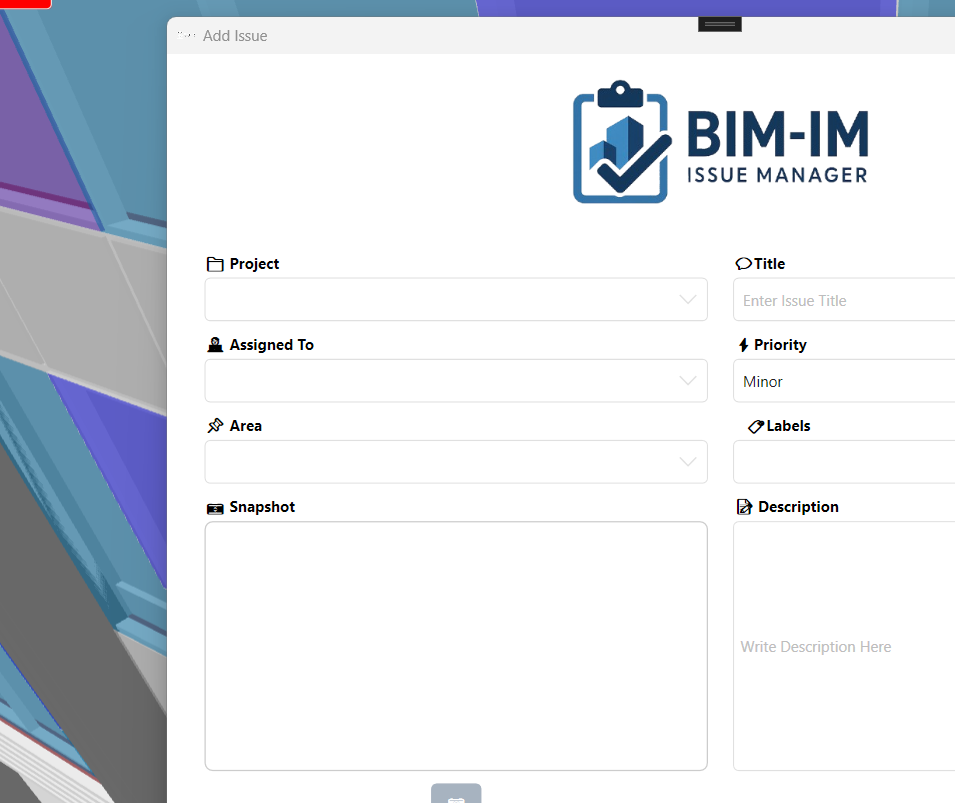 Add Issue
BIM-IM
ISSUE MANAGER
Project
Title
Enter Issue Title
Assigned To
Priority
Minor
Area
Labels
Snapshot
Description
Write Description Here